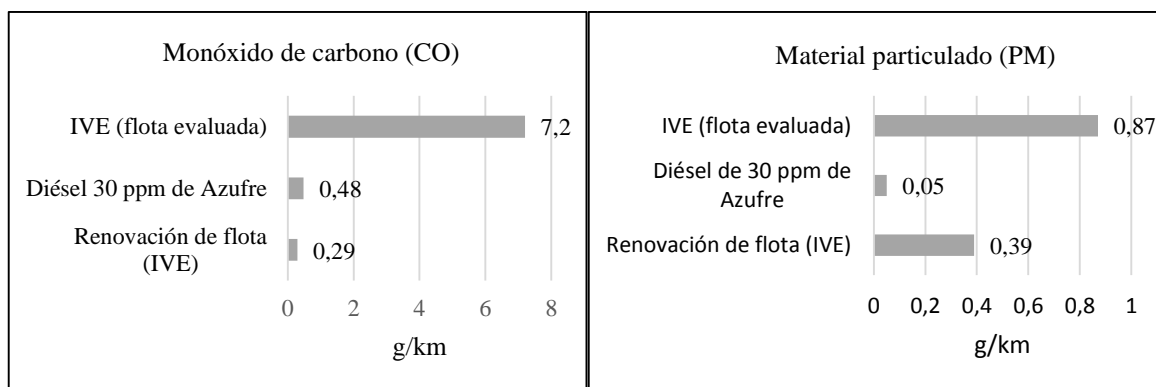 Monóxido de carbono (CO)
IVE (flota evaluada)
7,2
Diésel 30 ppm de Azufre
0,48
Renovación de flota
(IVE)
0,29
0 2 4 6 8
g/km
Material particulado (PM)
IVE (flota evaluada)
0,87
Diésel de 30 ppm de
Azufre
0,05
Renovación de flota (IVE)
0,39
0 0,2 0,4 0,6 0,8 1
g/km